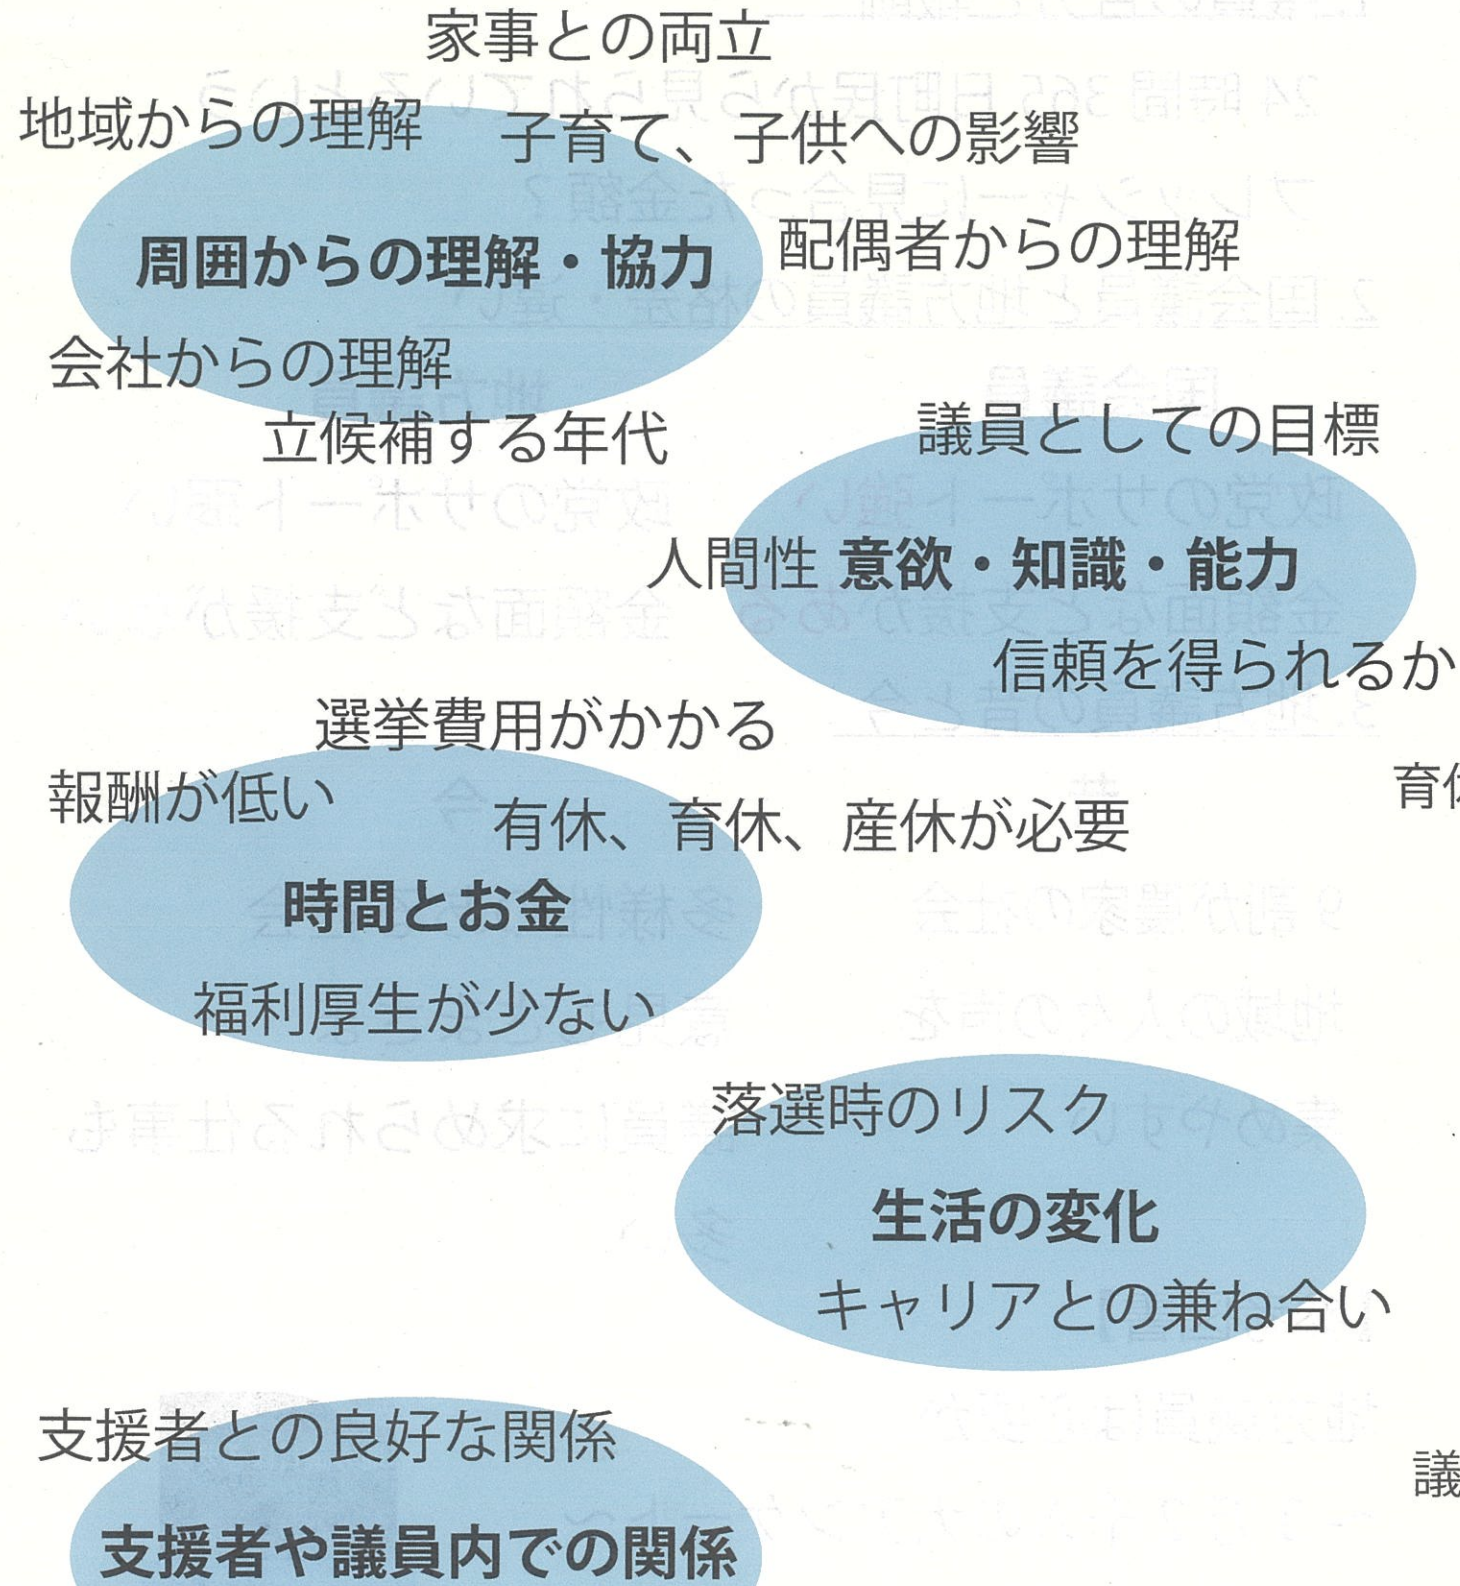 家事との両立
地域からの理解
子育て、子供への影響
周囲からの理解・協力
配偶者からの理解
会社からの理解
立候補する年代
議員としての目標
人間性
意欲・知識・能力
信頼を得られるか
選挙費用がかかる
報酬が低い
有休、育休、産休が必要
育休
時間とお金
福利厚生が少ない
落選時のリスク
生活の変化
キャリアとの兼ね合い
支援者との良好な関係
議
支援者や議員内での関係